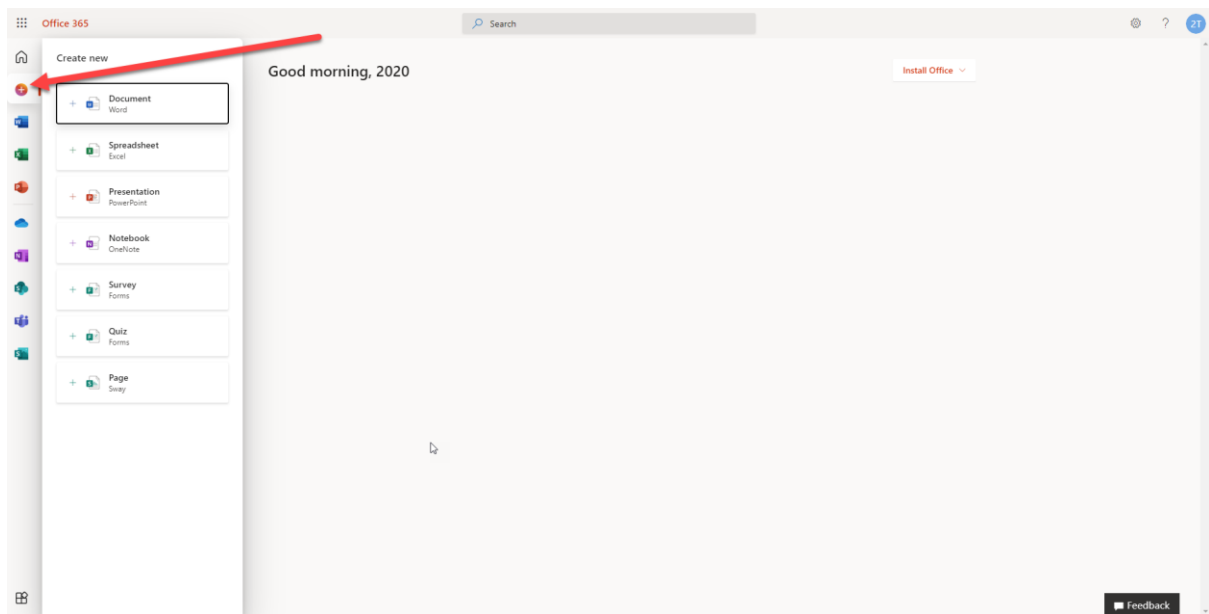 Office 365
Search
?
2T
Create new
Good morning, 2020
Install Office
Document
Word
Spreadsheet
Excel
Presentation
PowerPoint
Notebook
OneNote
Survey
Forms
Quiz
Forms
Page
Sway
Feedback